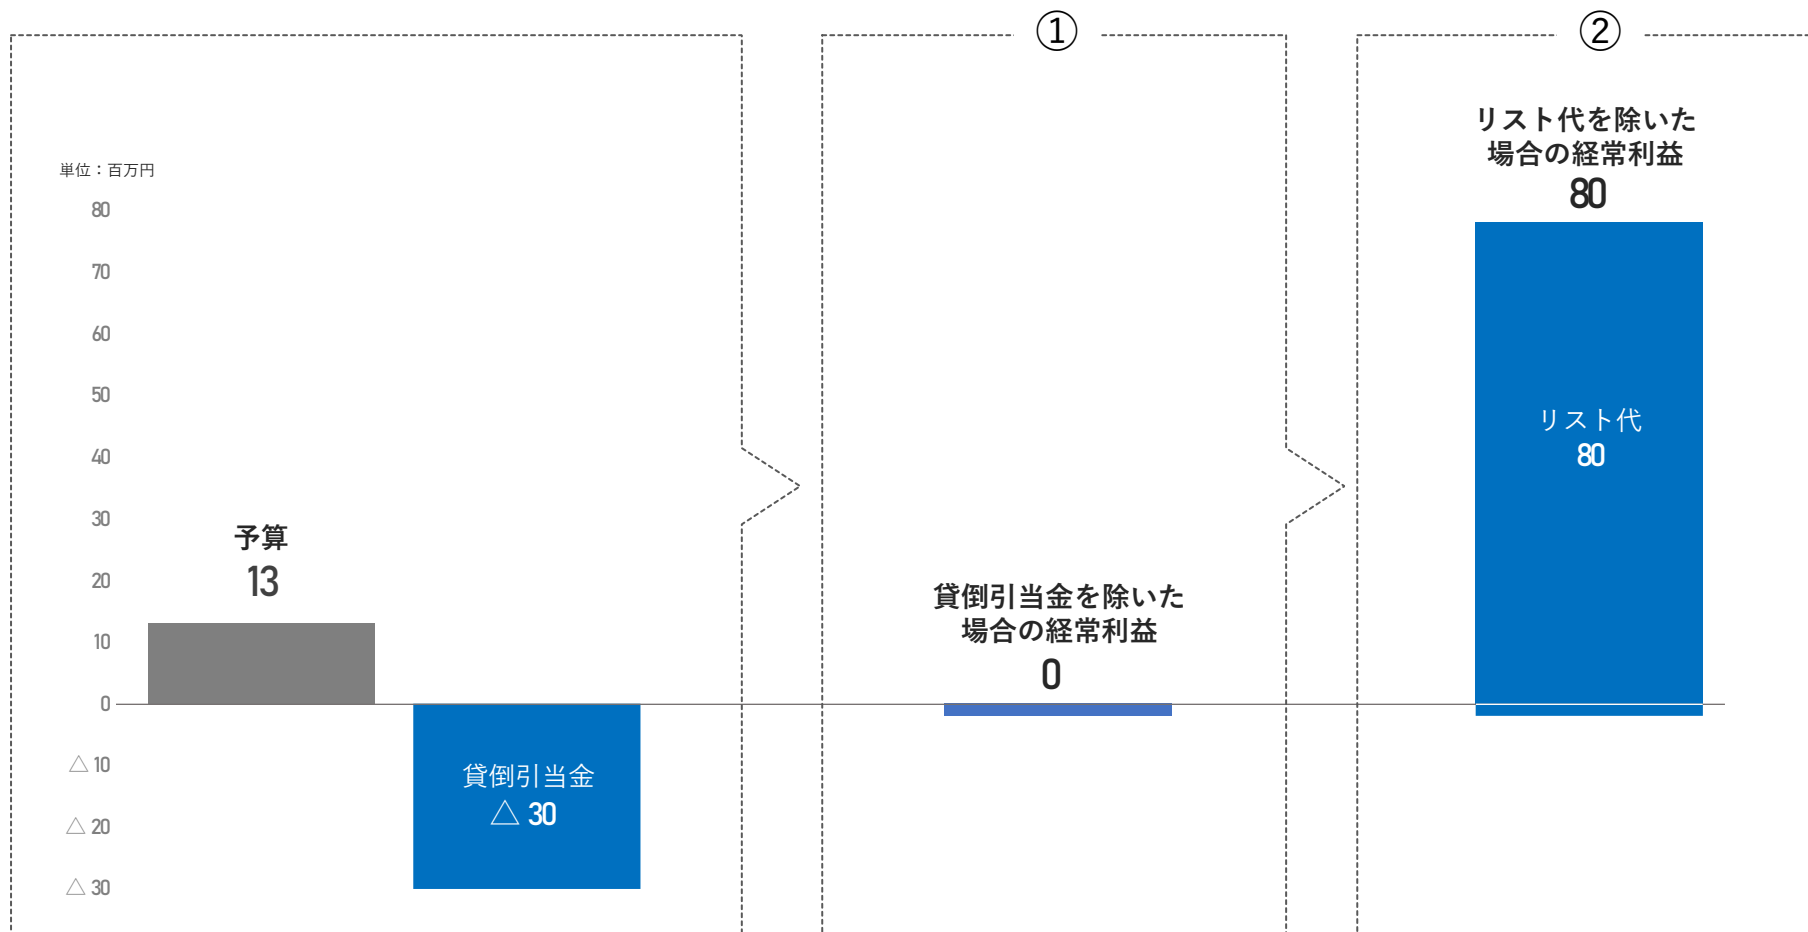 単位：百万円
80
70
60
50
40
30
20
10
0
△ 10
△ 20
△ 30
予算
13
貸倒引当金
△ 30
①
貸倒引当金を除いた
場合の経常利益
0
②
リスト代を除いた
場合の経常利益
80
リスト代
80